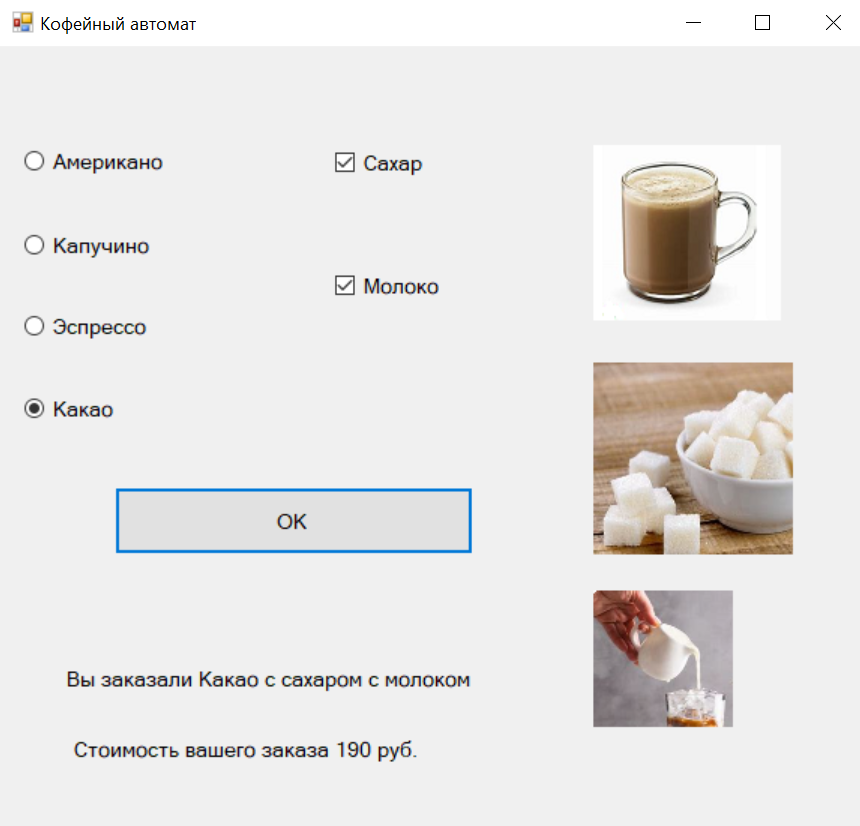 Кофейный автомат
Американо
Сахар
Капучино
Молоко
Эспрессо
Какао
OK
Вы заказали Какао с сахаром с молоком
Стоимость вашего заказа 190 руб.